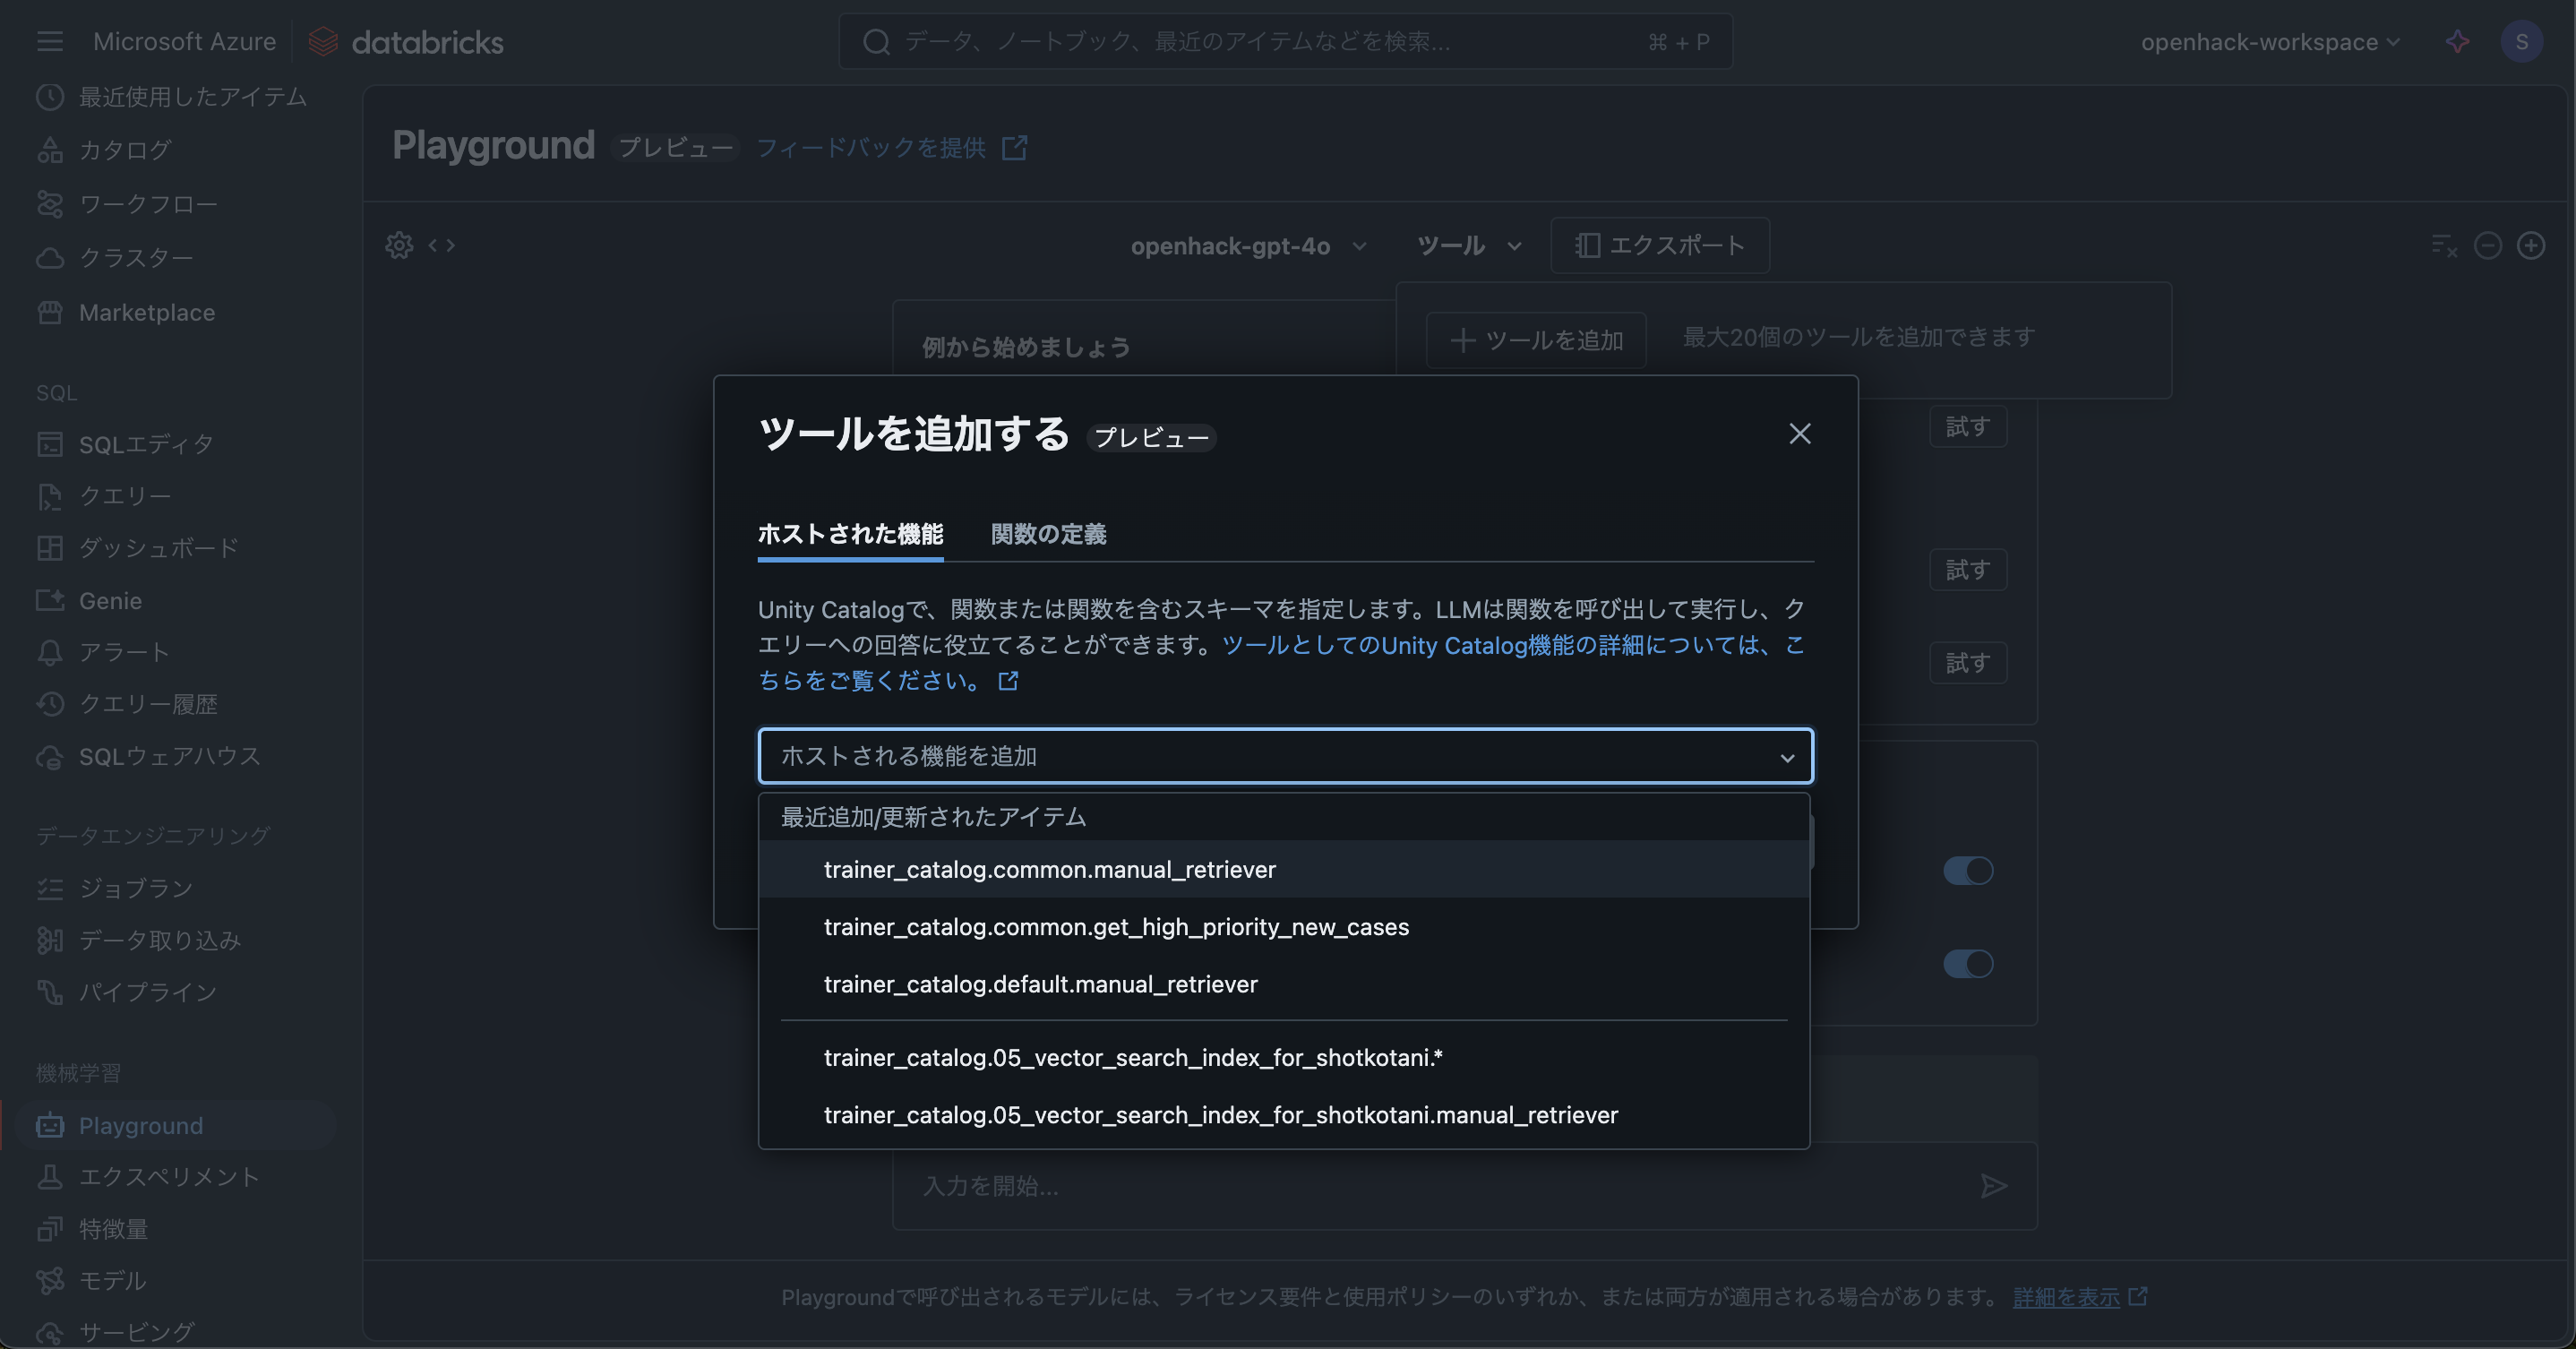 Microsoft Azure
databricks
データ、ノートブック、最近のアイテムなどを検索...
⌘ + P
openhack-workspace
S
最近使用したアイテム
カタログ
ワークフロー
クラスター
Marketplace
SQL
SQLエディタ
クエリー
ダッシュボード
Genie
アラート
クエリー履歴
SQLウェアハウス
データエンジニアリング
ジョブラン
データ取り込み
パイプライン
機械学習
Playground
エクスペリメント
特徴量
モデル
サービング
Playground プレビュー フィードバックを提供
openhack-gpt-4o
ツール
エクスポート
ツールを追加
最大20個のツールを追加できます
例から始めましょう
試す
試す
試す
ツールを追加する プレビュー
ホストされた機能
関数の定義
Unity Catalogで、関数または関数を含むスキーマを指定します。LLMは関数を呼び出して実行し、ク
エリーへの回答に役立てることができます。ツールとしてのUnity Catalog機能の詳細については、こ
ちらをご覧ください。
ホストされる機能を追加
最近追加/更新されたアイテム
trainer_catalog.common.manual_retriever
trainer_catalog.common.get_high_priority_new_cases
trainer_catalog.default.manual_retriever
trainer_catalog.05_vector_search_index_for_shotkotani.*
trainer_catalog.05_vector_search_index_for_shotkotani.manual_retriever
入力を開始...
Playgroundで呼び出されるモデルには、ライセンス要件と使用ポリシーのいずれか、または両方が適用される場合があります。 詳細を表示